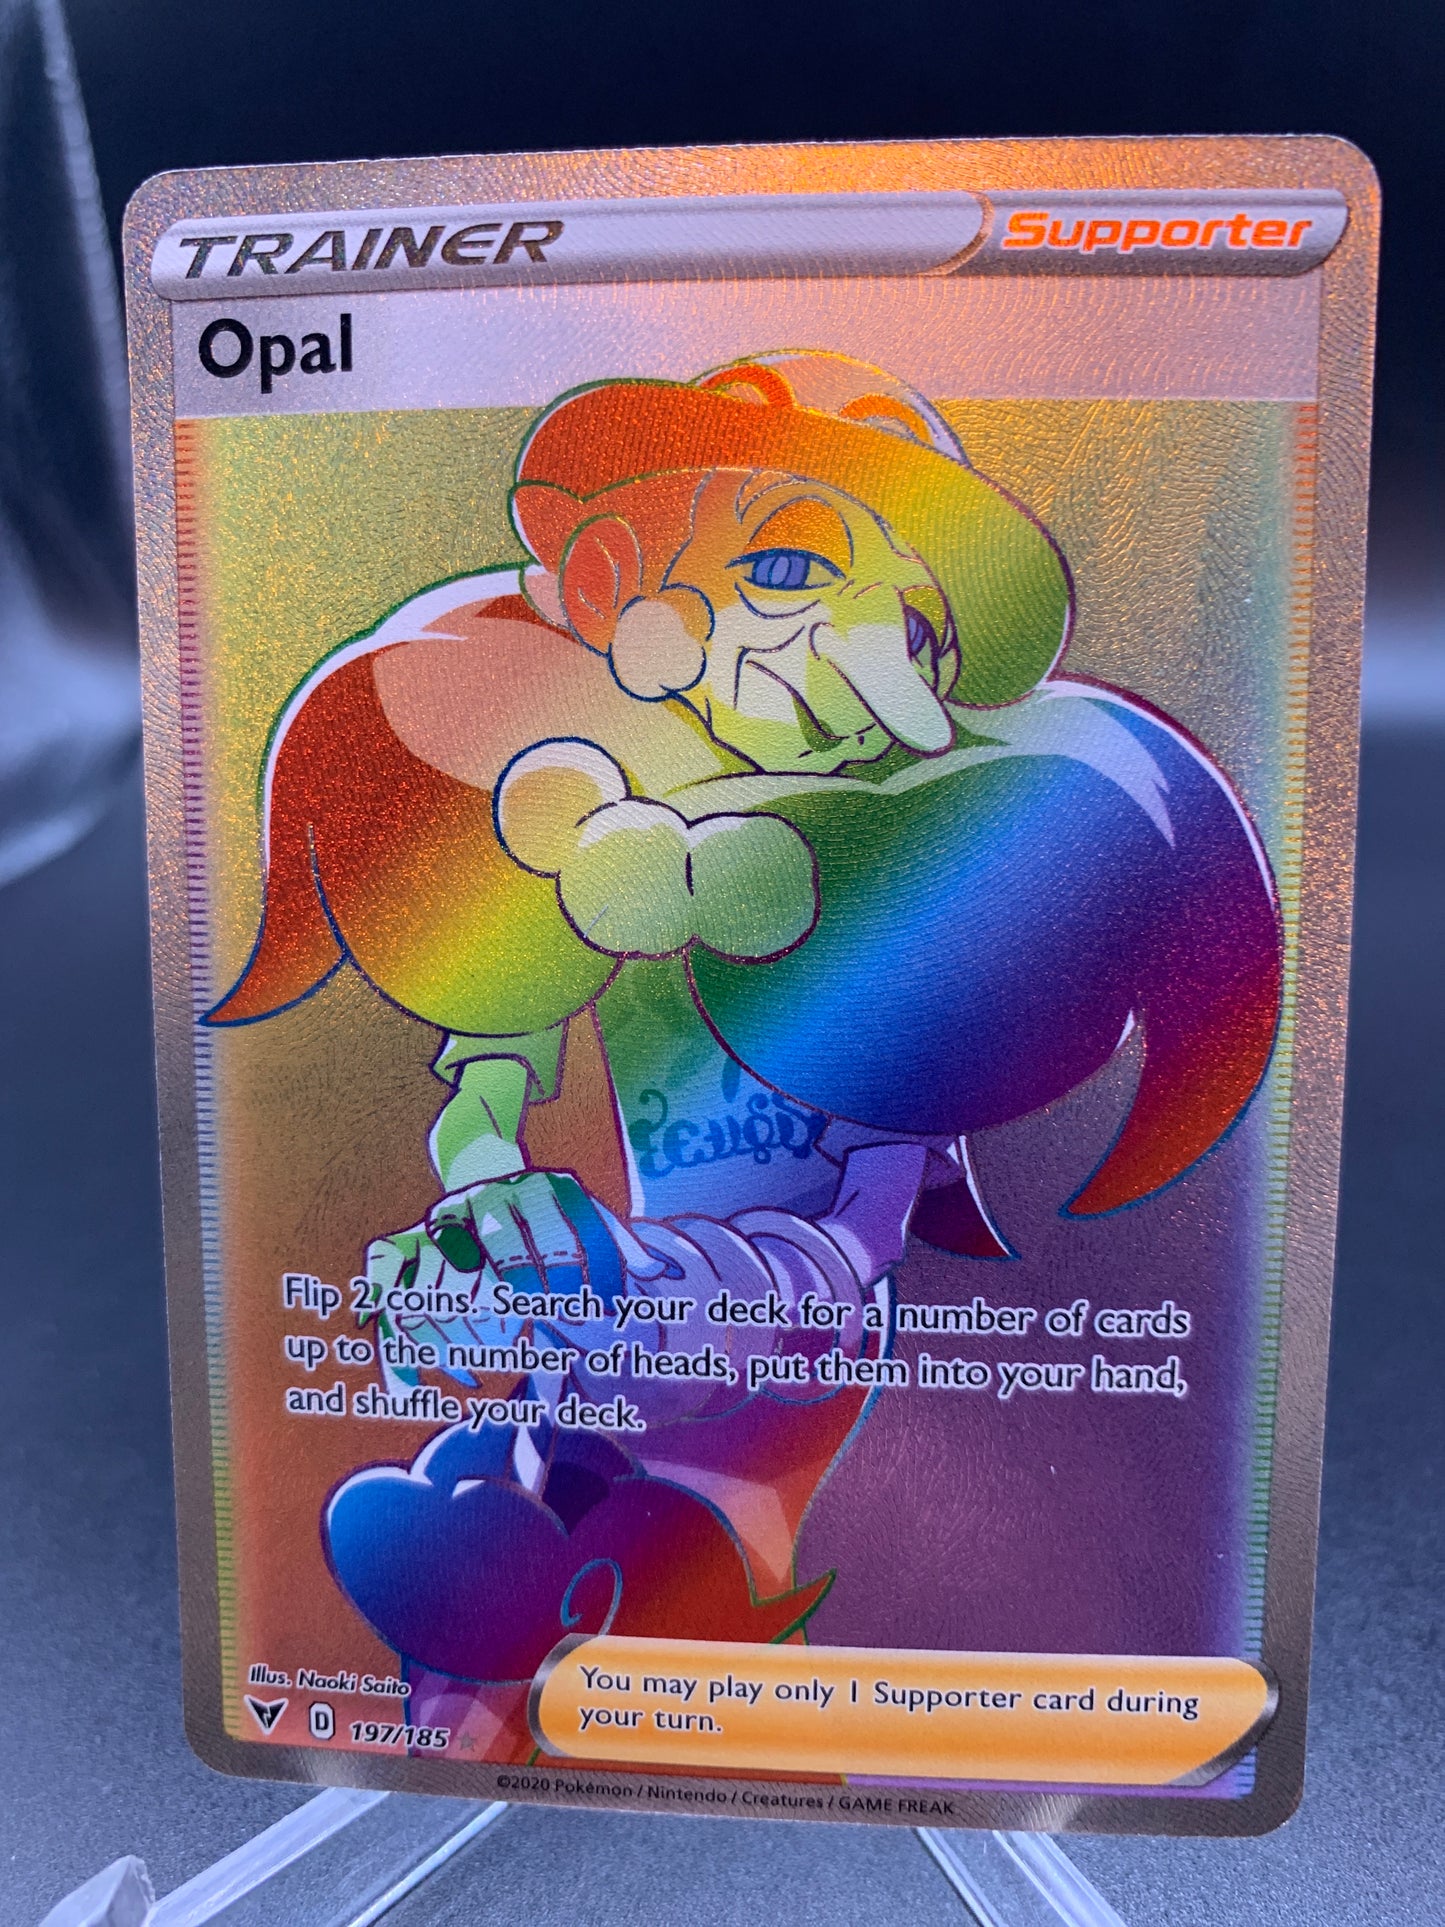 TRAINER Supporter
Opal
Flip 2 coins. Search your deck for a number of cards
up to the number of heads, put them into your hand,
and shuffle your deck.
Illus. Naoki Saito
D 197/185
You may play only 1 Supporter card during
your turn.
©2020 Pokémon / Nintendo / Creatures / GAME FREAK